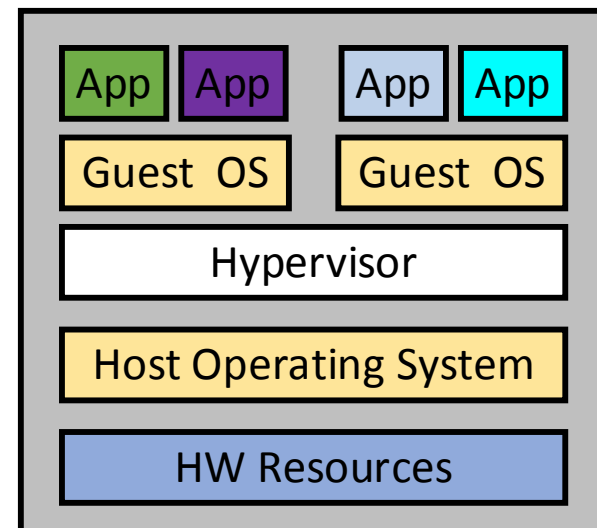 App App App App
Guest OS Guest OS
Hypervisor
Host Operating System
HW Resources